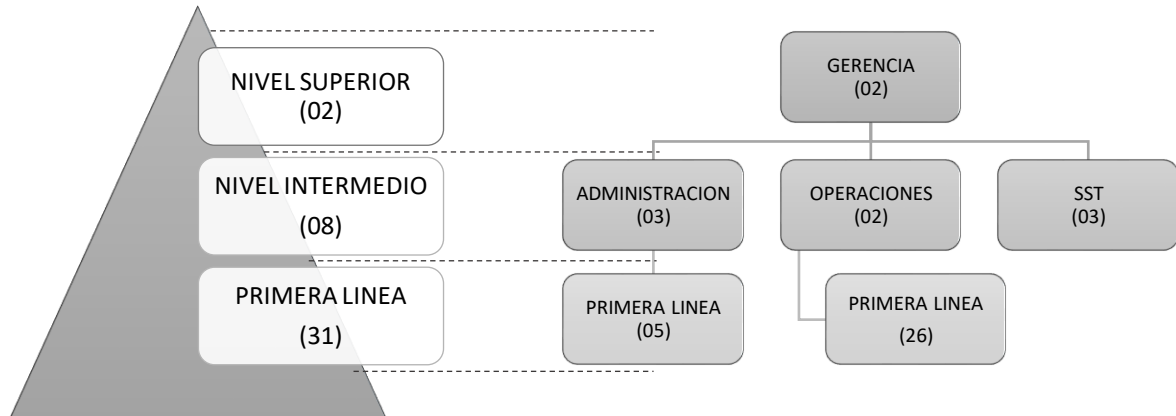 NIVEL SUPERIOR
(02)
NIVEL INTERMEDIO
(08)
PRIMERA LINEA
(31)
GERENCIA
(02)
ADMINISTRACION
(03)
OPERACIONES
(02)
SST
(03)
PRIMERA LINEA
(05)
PRIMERA LINEA
(26)